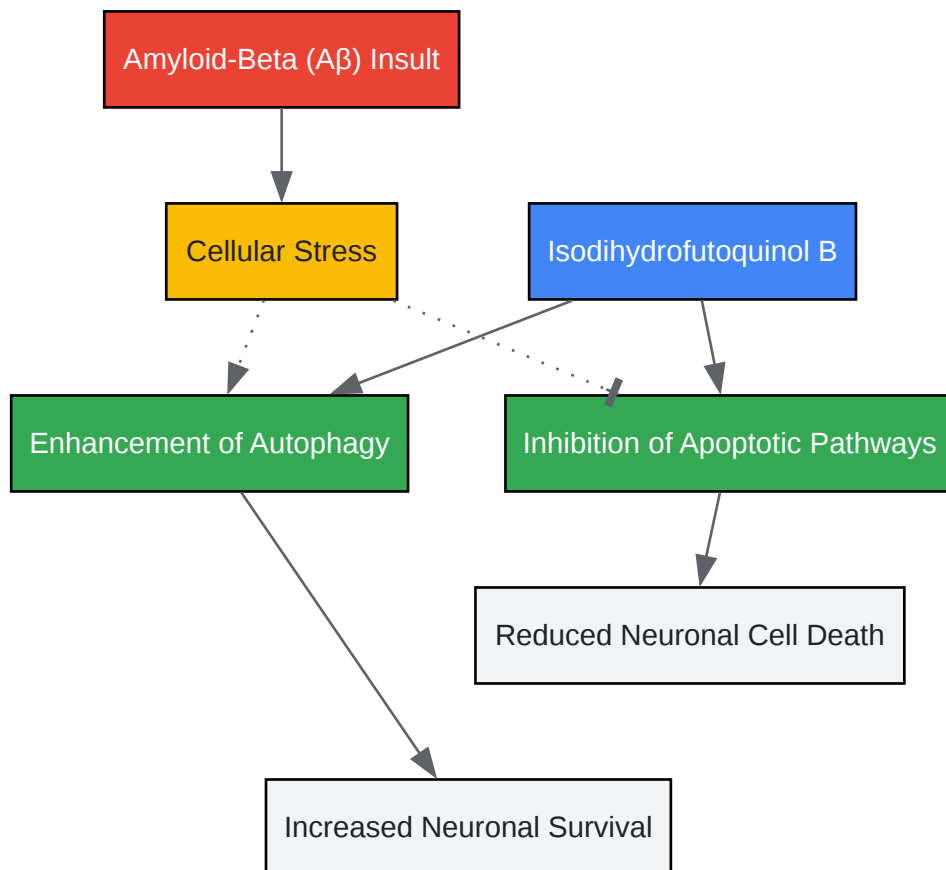 Amyloid-Beta (Aβ) Insult
Cellular Stress
Isodihydrofutoquinol B
Enhancement of Autophagy
Inhibition of Apoptotic Pathways
Reduced Neuronal Cell Death
Increased Neuronal Survival